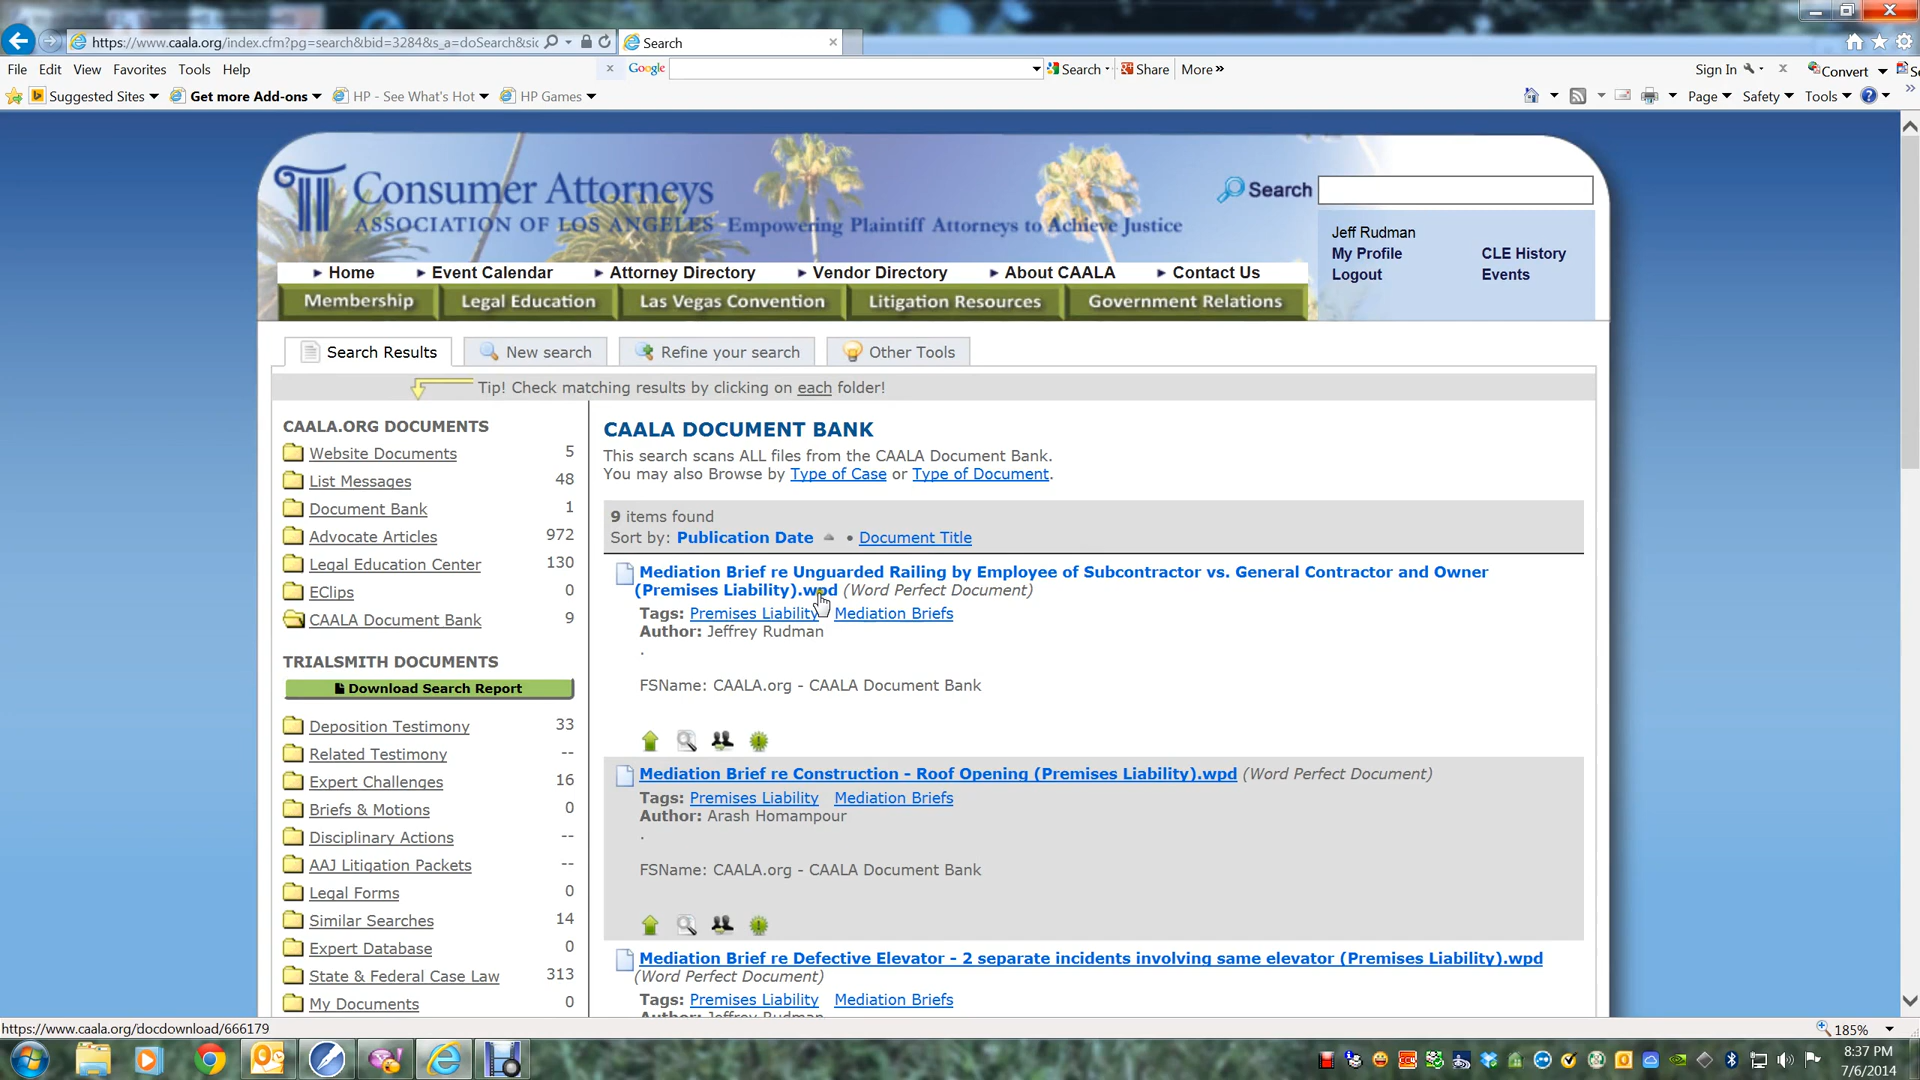 https://www.caala.org/index.cfm?pg=search&bid=3284&s_a=doSearch&sic
Search
File Edit View Favorites Tools Help
Google Search Share More » Sign In Convert
Suggested Sites Get more Add-ons HP - See What's Hot HP Games Page Safety Tools
Consumer Attorneys
ASSOCIATION OF LOS ANGELES Empowering Plaintiff Attorneys to Achieve Justice
Search
Jeff Rudman
My Profile CLE History
Logout Events
Home Event Calendar Attorney Directory Vendor Directory About CAALA Contact Us
Membership Legal Education Las Vegas Convention Litigation Resources Government Relations
Search Results New search Refine your search Other Tools
Tip! Check matching results by clicking on each folder!
CAALA.ORG DOCUMENTS
Website Documents 5
List Messages 48
Document Bank 1
Advocate Articles 972
Legal Education Center 130
EClips 0
CAALA Document Bank 9
TRIALSMITH DOCUMENTS
Download Search Report
Deposition Testimony 33
Related Testimony --
Expert Challenges 16
Briefs & Motions 0
Disciplinary Actions --
AAJ Litigation Packets --
Legal Forms 0
Similar Searches 14
Expert Database 0
State & Federal Case Law 313
My Documents 0
CAALA DOCUMENT BANK
This search scans ALL files from the CAALA Document Bank.
You may also Browse by Type of Case or Type of Document.
9 items found
Sort by: Publication Date • Document Title
Mediation Brief re Unguarded Railing by Employee of Subcontractor vs. General Contractor and Owner
(Premises Liability).wpd (Word Perfect Document)
Tags: Premises Liability Mediation Briefs
Author: Jeffrey Rudman
.
FSName: CAALA.org - CAALA Document Bank
Mediation Brief re Construction - Roof Opening (Premises Liability).wpd (Word Perfect Document)
Tags: Premises Liability Mediation Briefs
Author: Arash Homampour
.
FSName: CAALA.org - CAALA Document Bank
Mediation Brief re Defective Elevator - 2 separate incidents involving same elevator (Premises Liability).wpd
(Word Perfect Document)
Tags: Premises Liability Mediation Briefs
Author: Jeffrey Rudman
https://www.caala.org/docdownload/666179
185%
8:37 PM
7/6/2014